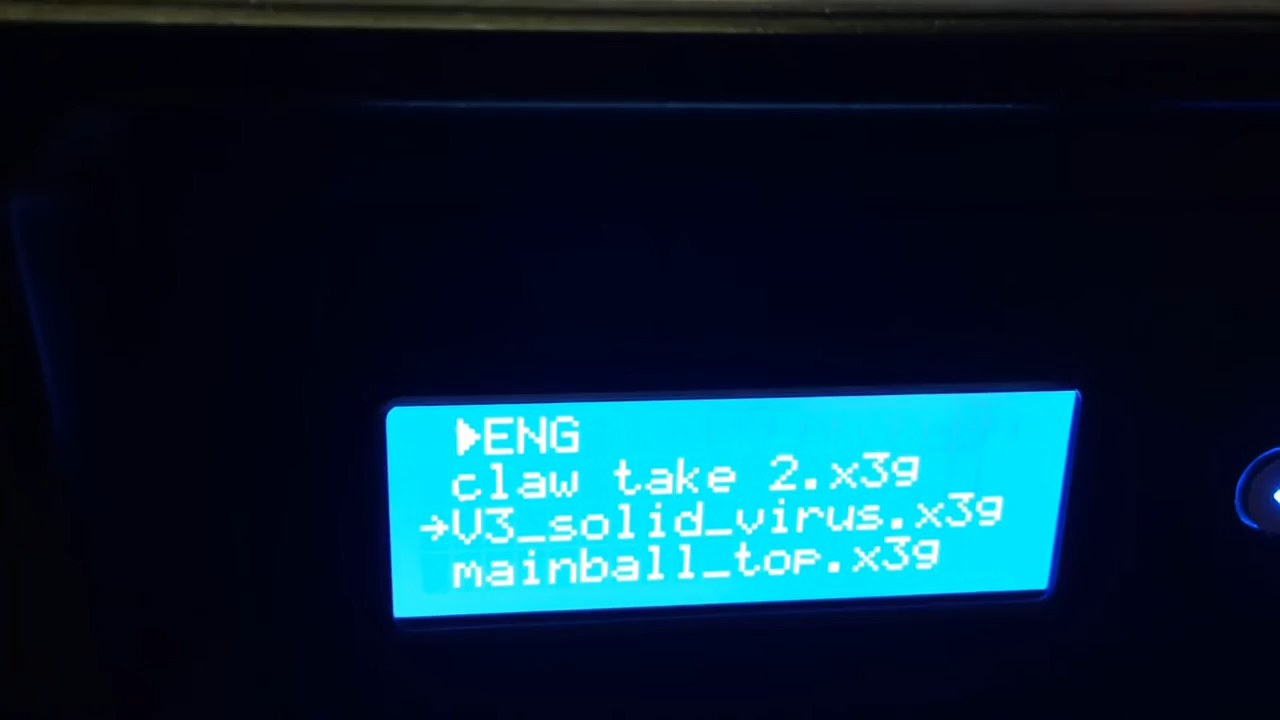 ENG
claw take 2.x3g
→V3_solid_virus.x3g
mainball_top.x3g